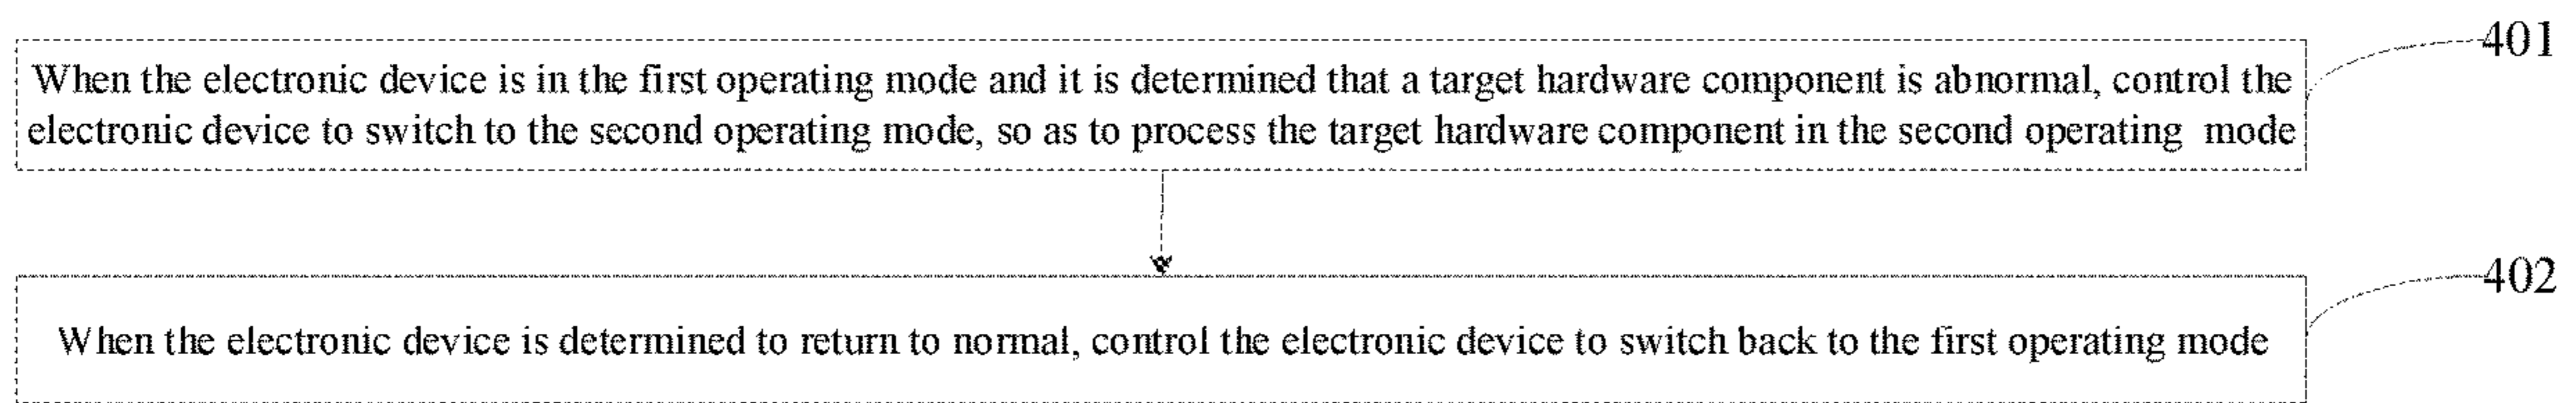 401
When the electronic device is in the first operating mode and it is determined that a target hardware component is abnormal, control the
electronic device to switch to the second operating mode, so as to process the target hardware component in the second operating mode
402
When the electronic device is determined to return to normal, control the electronic device to switch back to the first operating mode